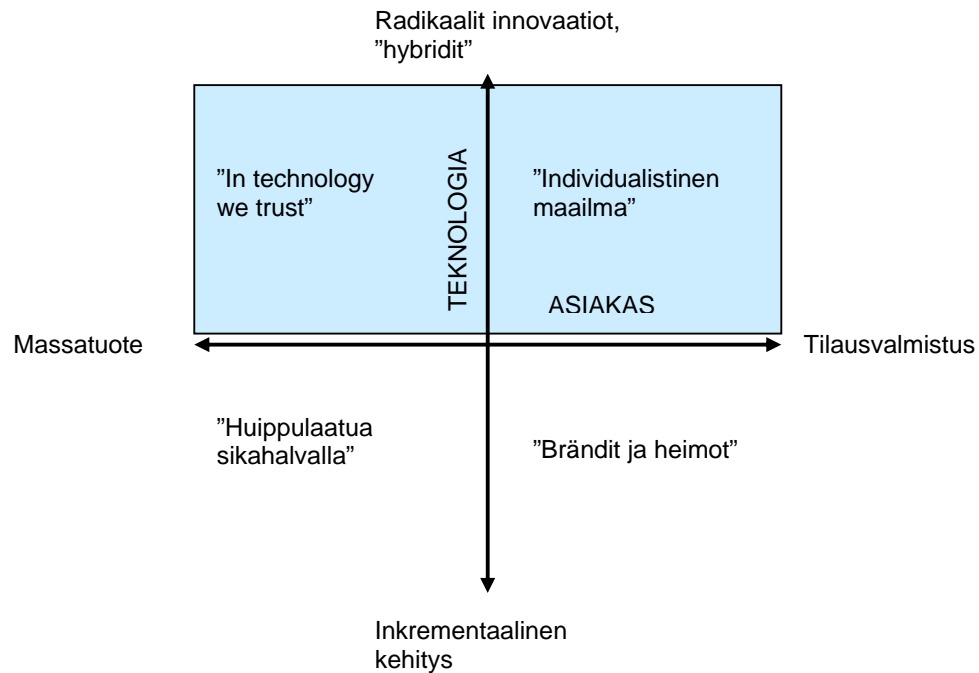 Radikaalit innovaatiot,
”hybridit”
”In technology
we trust”
TEKNOLOGIA
”Individualistinen
maailma”
ASIAKAS
Massatuote
Tilausvalmistus
”Huippulaatua
sikahalvalla”
”Brändit ja heimot”
Inkrementaalinen
kehitys